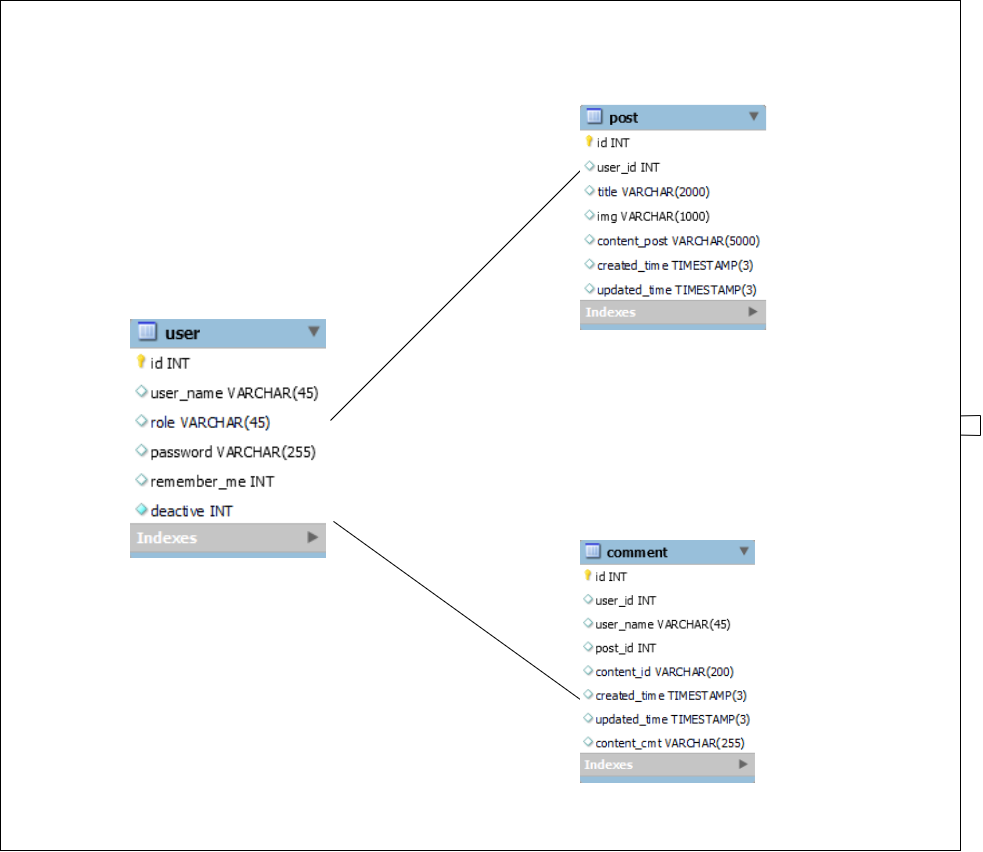 post
id INT
user_id INT
title VARCHAR(2000)
img VARCHAR(1000)
content_post VARCHAR(5000)
created_time TIMESTAMP(3)
updated_time TIMESTAMP(3)
Indexes
user
id INT
user_name VARCHAR(45)
role VARCHAR(45)
password VARCHAR(255)
remember_me INT
deactive INT
Indexes
comment
id INT
user_id INT
user_name VARCHAR(45)
post_id INT
content_id VARCHAR(200)
created_time TIMESTAMP(3)
updated_time TIMESTAMP(3)
content_cmt VARCHAR(255)
Indexes